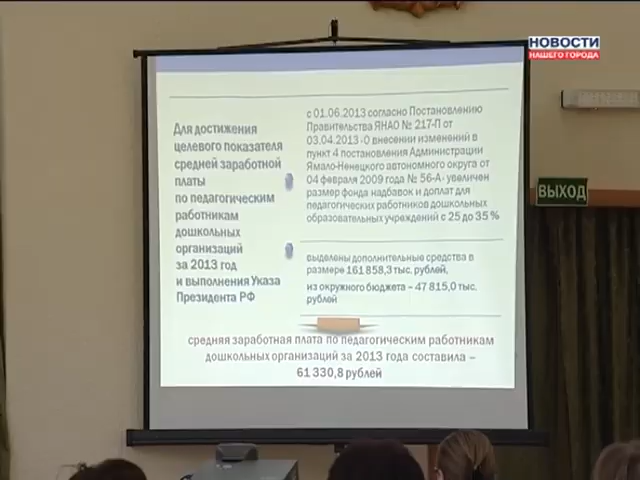 НОВОСТИ
НАШЕГО ГОРОДА
ВЫХОД
Для достижения
целевого показателя
средней заработной
платы
по педагогическим
работникам
дошкольных
организаций
за 2013 год
и выполнения Указа
Президента РФ
с 01.06.2013 согласно Постановлению
Правительства ЯНАО № 217-П от
03.04.2013 «О внесении изменений в
пункт 4 постановления Администрации
Ямало-Ненецкого автономного округа от
04 февраля 2009 года № 56-А» увеличен
размер фонда надбавок и доплат для
педагогических работников дошкольных
образовательных учреждений с 25 до 35 %
выделены дополнительные средства в
размере 161 858,3 тыс. рублей,
из окружного бюджета – 47 815,0 тыс.
рублей
средняя заработная плата по педагогическим работникам
дошкольных организаций за 2013 года составила –
61 330,8 рублей